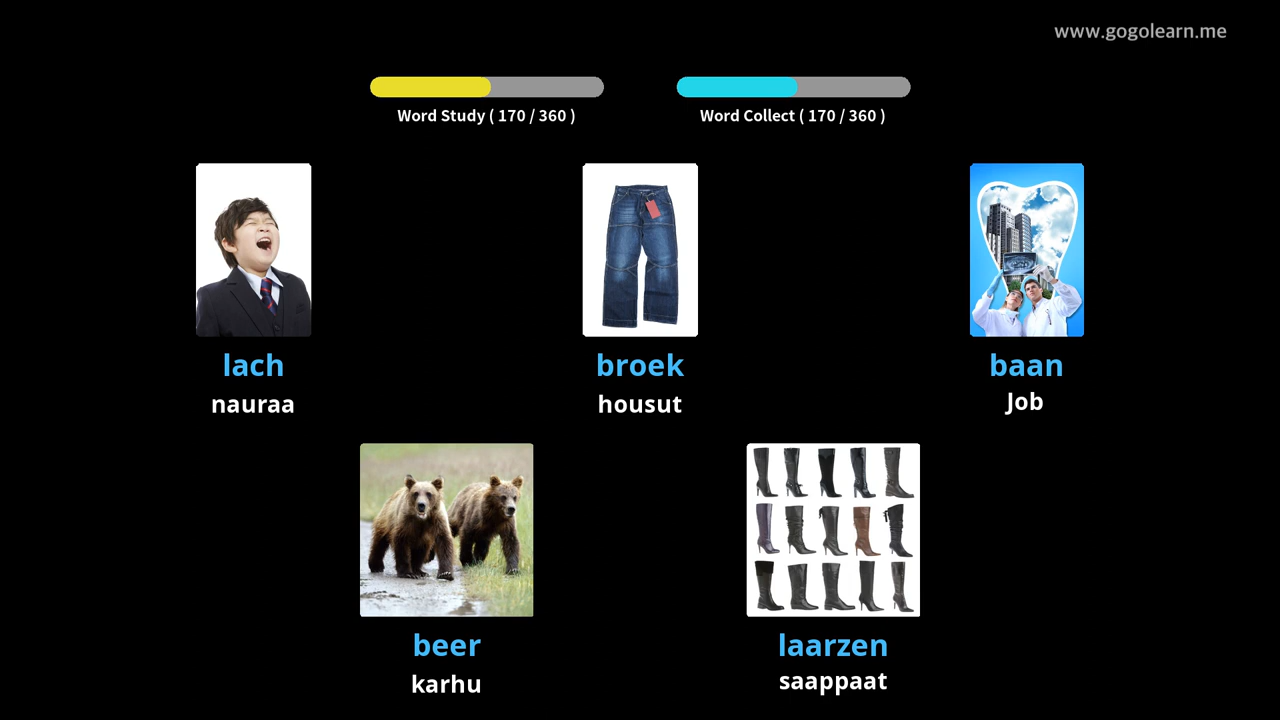 www.gogolearn.me
Word Study ( 170 / 360 )
Word Collect ( 170 / 360 )
lach
nauraa
broek
housut
baan
Job
beer
karhu
laarzen
saappaat